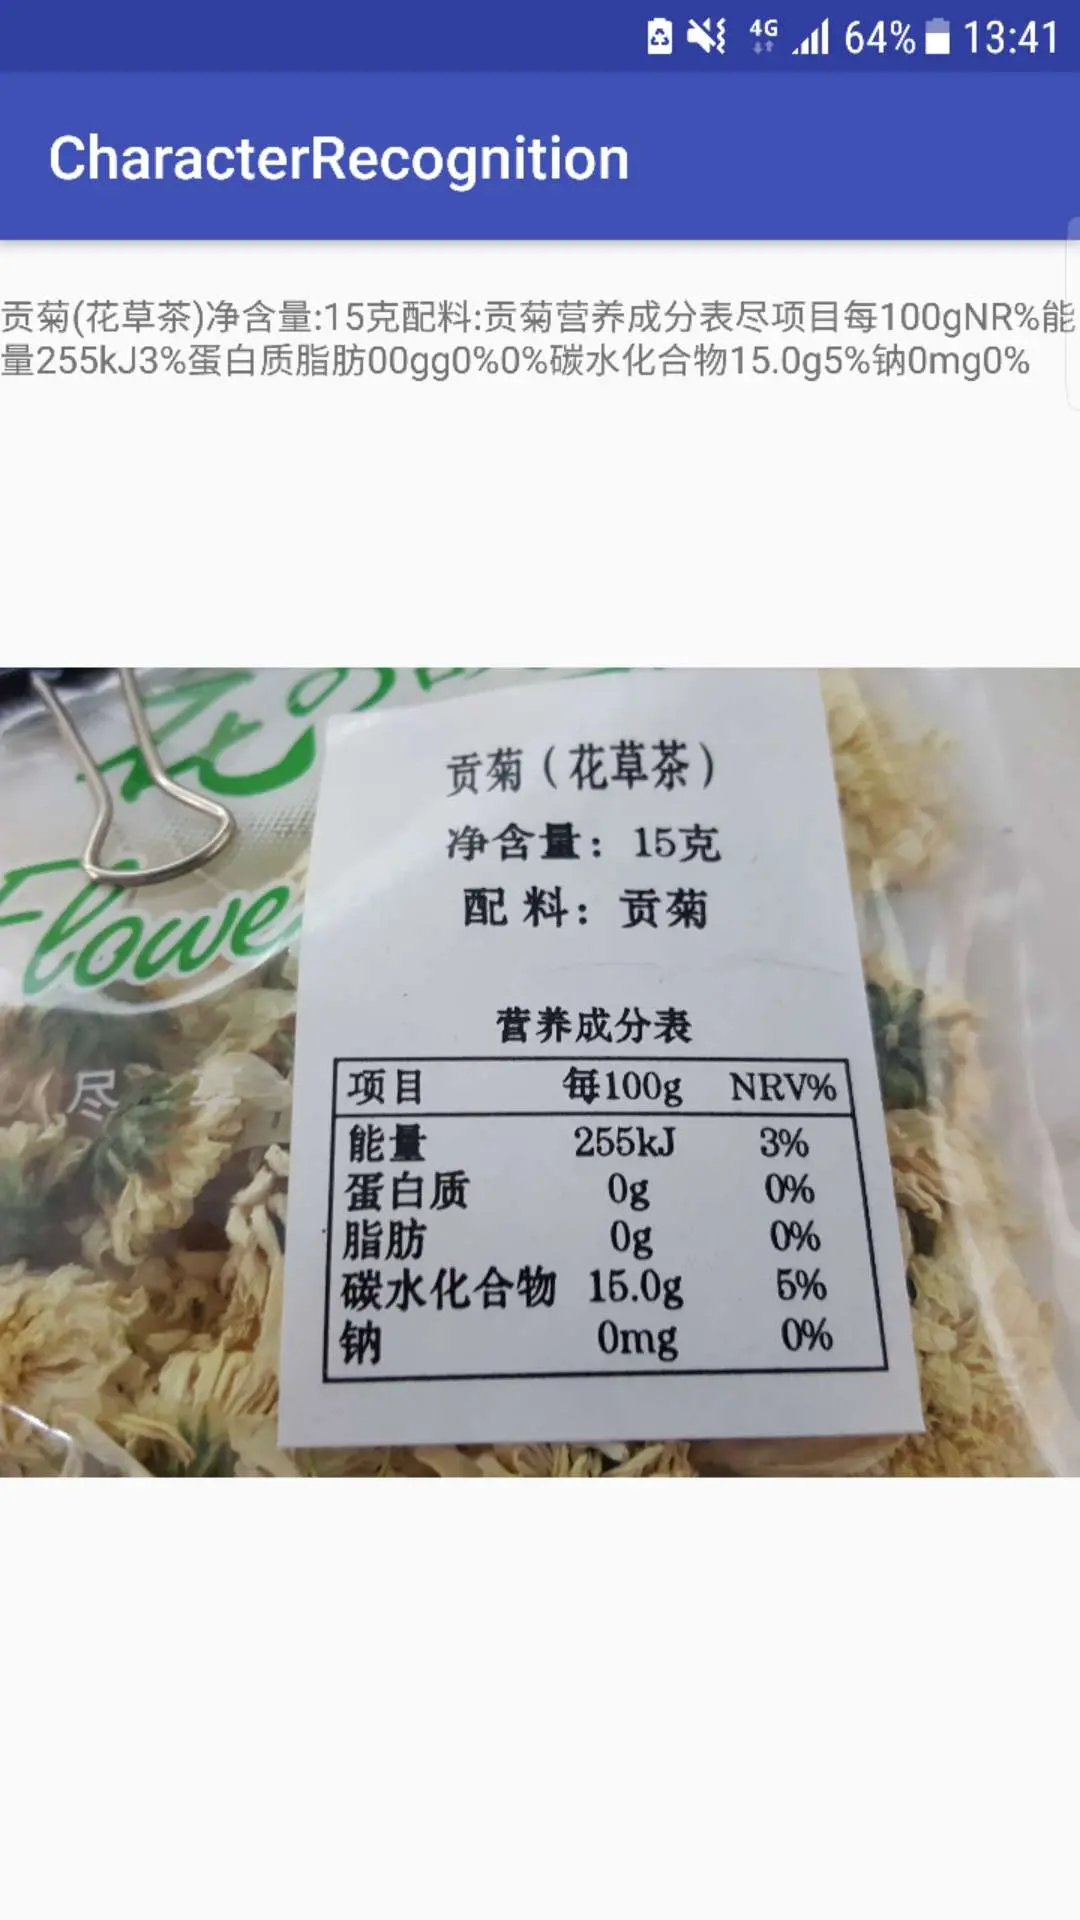 4G 64% 13:41
CharacterRecognition
贡菊(花草茶)净含量:15克配料:贡菊营养成分表尽项目每100gNR%能
量255kJ3%蛋白质脂肪00gg0%0%碳水化合物15.0g5%钠0mg0%
花
Flowe
贡菊（花草茶）
净含量：15克
配 料：贡菊
营养成分表
项目 每100g NRV%
尽
能量 255kJ 3%
蛋白质 0g 0%
脂肪 0g 0%
碳水化合物 15.0g 5%
钠 0mg 0%